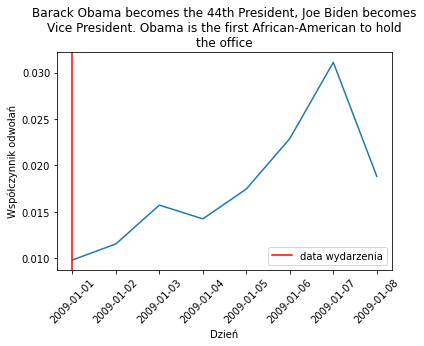 Barack Obama becomes the 44th President, Joe Biden becomes
Vice President. Obama is the first African-American to hold
the office
0.030
0.025
0.020
0.015
0.010
Współczynnik odwołań
data wydarzenia
2009-01-01
2009-01-02
2009-01-03
2009-01-04
2009-01-05
2009-01-06
2009-01-07
2009-01-08
Dzień